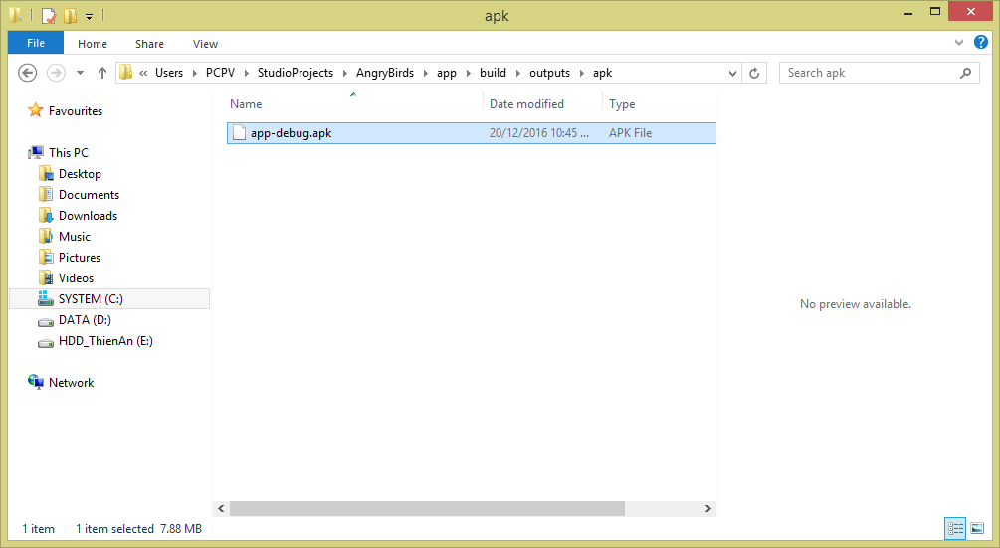 apk
File Home Share View
« Users PCPV StudioProjects AngryBirds app build outputs apk Search apk
Name Date modified Type
app-debug.apk 20/12/2016 10:45 ... APK File
Favourites
This PC
Desktop
Documents
Downloads
Music
Pictures
Videos
SYSTEM (C:)
DATA (D:)
HDD_ThienAn (E:)
Network
No preview available.
1 item 1 item selected 7.88 MB